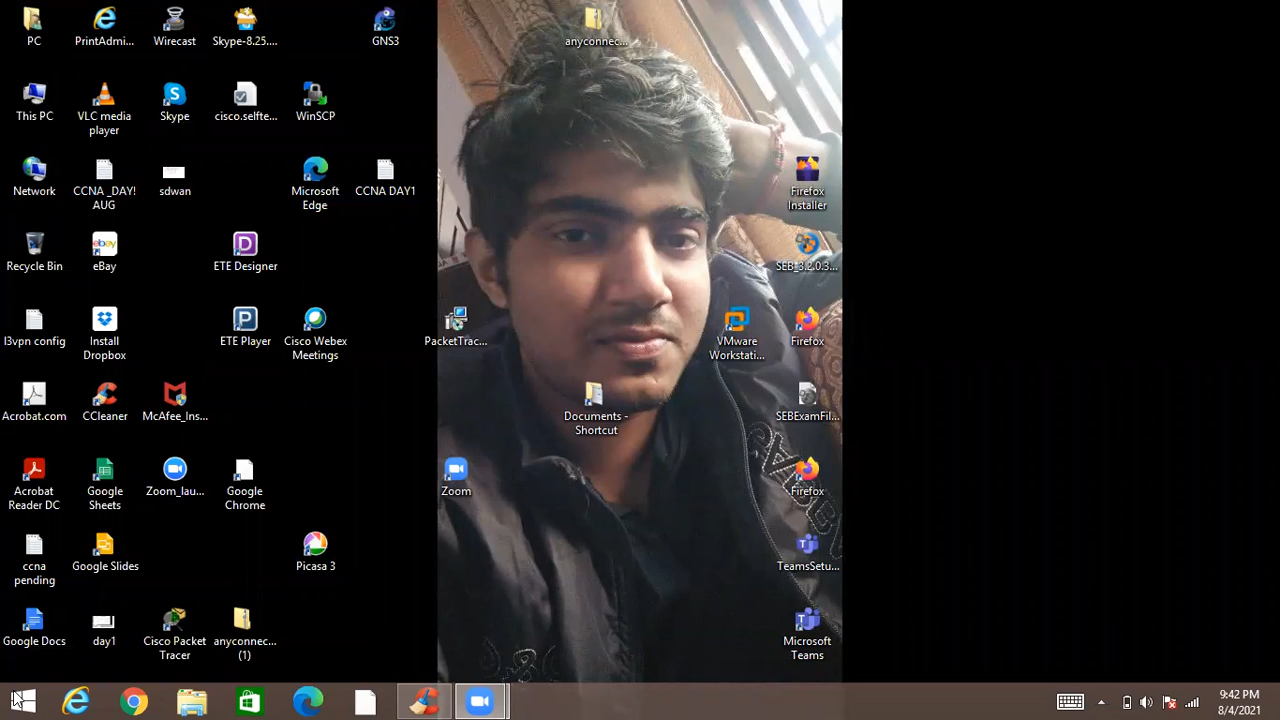 PC
PrintAdmi...
Wirecast
Skype-8.25....
GNS3
anyconnec...
This PC
VLC media
player
Skype
cisco.selfte...
WinSCP
Network
CCNA _DAY!
AUG
sdwan
Microsoft
Edge
CCNA DAY1
Firefox
Installer
Recycle Bin
eBay
ETE Designer
SEB_3.2.0.3...
l3vpn config
Install
Dropbox
ETE Player
Cisco Webex
Meetings
PacketTrac...
VMware
Workstati...
Firefox
Acrobat.com
CCleaner
McAfee_Ins...
Documents -
Shortcut
SEBExamFil...
Acrobat
Reader DC
Google
Sheets
Zoom_lau...
Google
Chrome
Zoom
Firefox
ccna
pending
Google Slides
Picasa 3
TeamsSetu...
Google Docs
day1
Cisco Packet
Tracer
anyconnec...
(1)
Microsoft
Teams
9:42 PM
8/4/2021